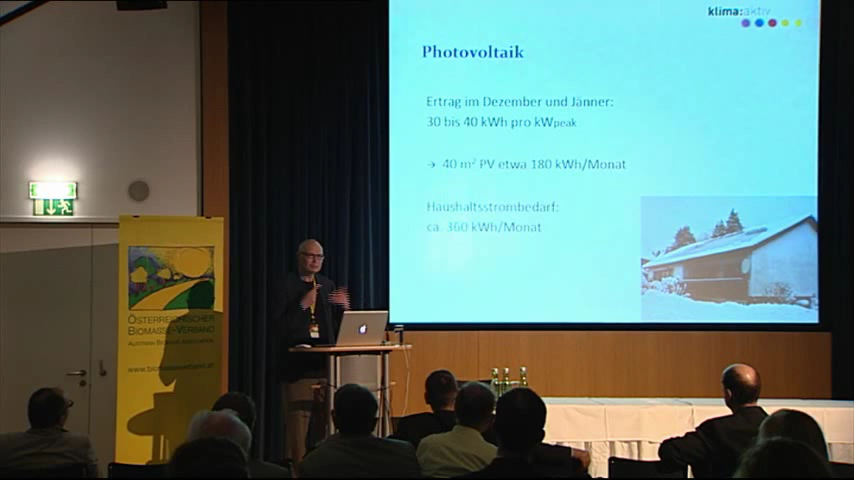 klima:aktiv
Photovoltaik
Ertrag im Dezember und Jänner:
30 bis 40 kWh pro kWpeak
→ 40 m² PV etwa 180 kWh/Monat
Haushaltsstrombedarf:
ca. 360 kWh/Monat
ÖSTERREICHISCHER
BIOMASSE-VERBAND
AUSTRIAN BIOMASS ASSOCIATION
www.biomasseverband.at